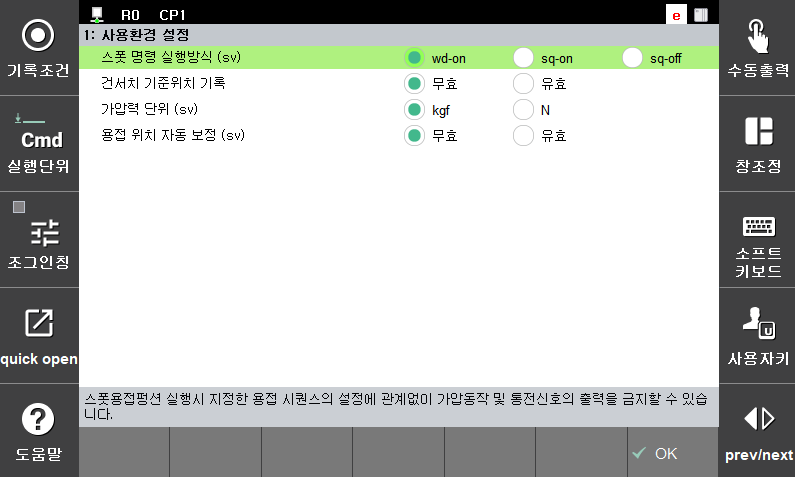 R0 CP1 e
1: 사용환경 설정
스폿 명령 실행방식 (sv) wd-on sq-on sq-off
건서치 기준위치 기록 무효 유효
가압력 단위 (sv) kgf N
용접 위치 자동 보정 (sv) 무효 유효
스폿용접펑션 실행시 지정한 용접 시퀀스의 설정에 관계없이 가압동작 및 통전신호의 출력을 금지할 수 있습
니다.
OK
기록조건
Cmd
실행단위
조그인칭
quick open
도움말
수동출력
창조정
소프트
키보드
U
사용자키
prev/next